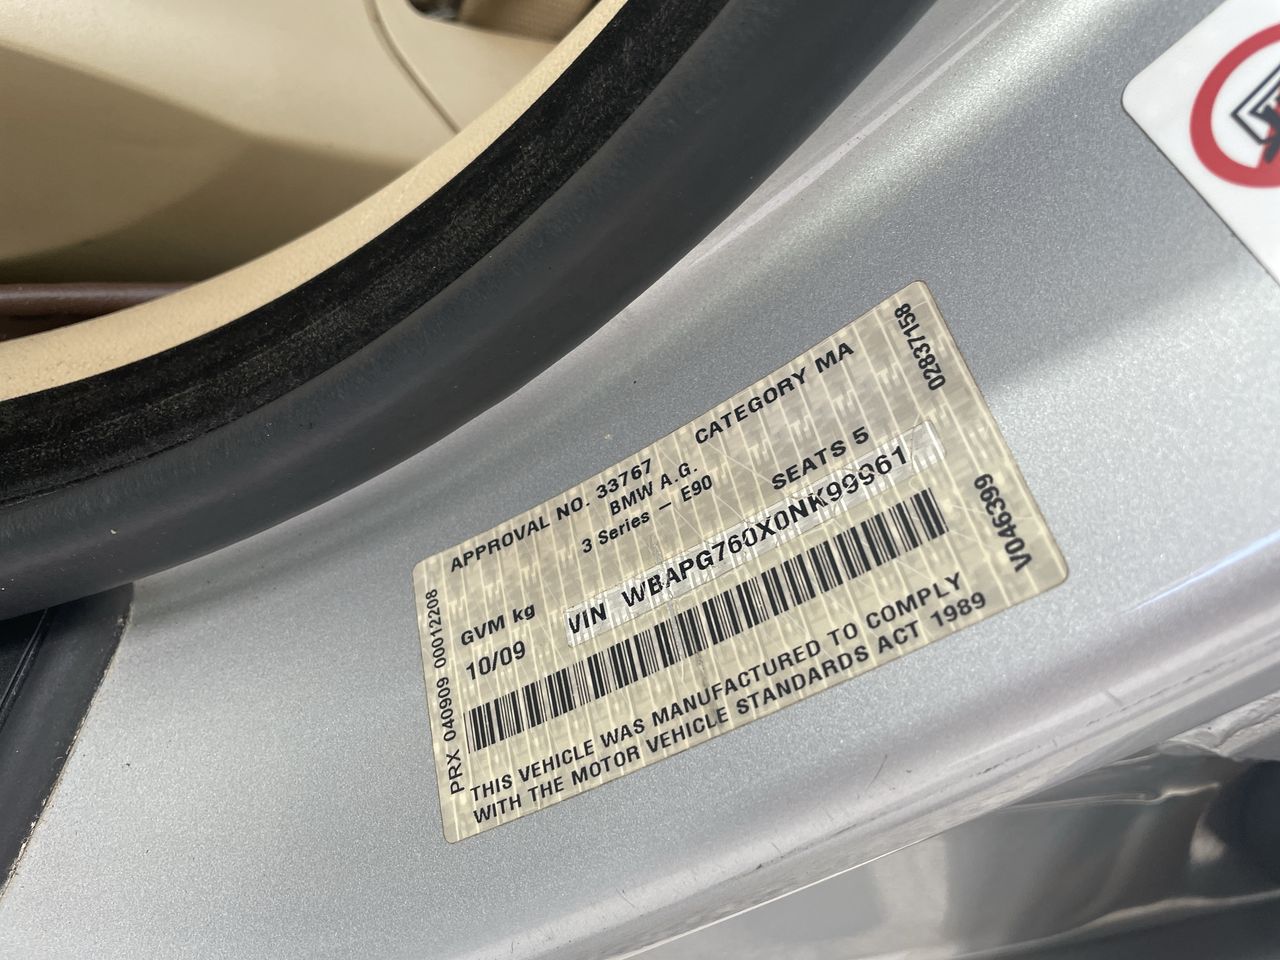 APPROVAL NO. 33767 CATEGORY MA
BMW A.G.
3 Series – E90 SEATS 5
GVM kg
10/09
VIN WBAPG760X0NK99961
THIS VEHICLE WAS MANUFACTURED TO COMPLY
WITH THE MOTOR VEHICLE STANDARDS ACT 1989
PRX 040909 00012208
02837158
V046399